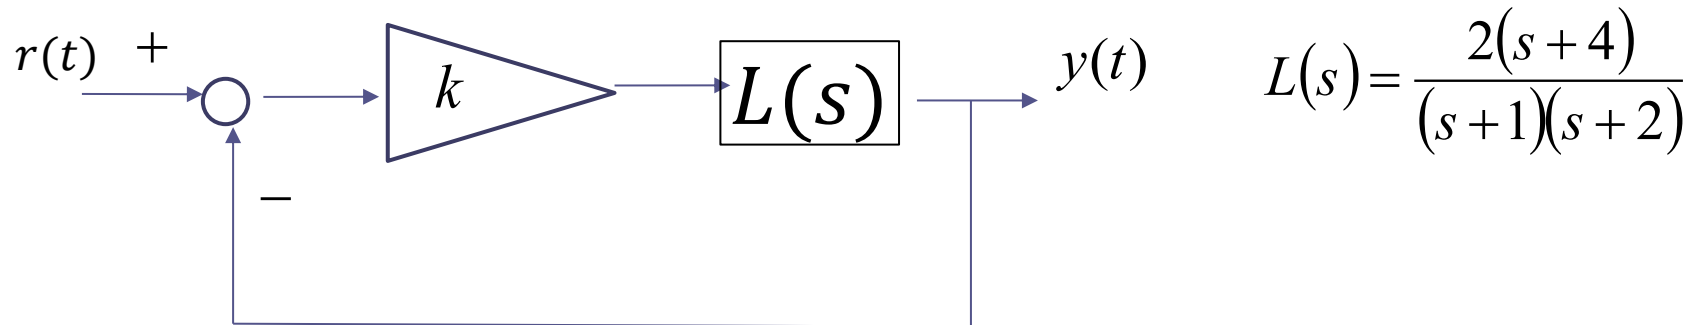 r(t) +
k
L(s)
y(t)
L(s) = 2(s + 4) / (s + 1)(s + 2)
−